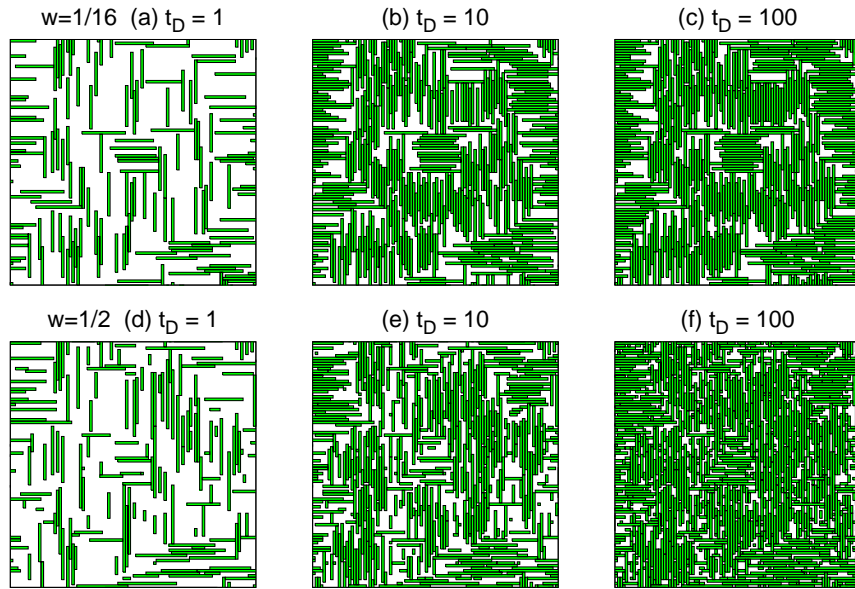 w=1/16 (a) t_D = 1 (b) t_D = 10 (c) t_D = 100
w=1/2 (d) t_D = 1 (e) t_D = 10 (f) t_D = 100